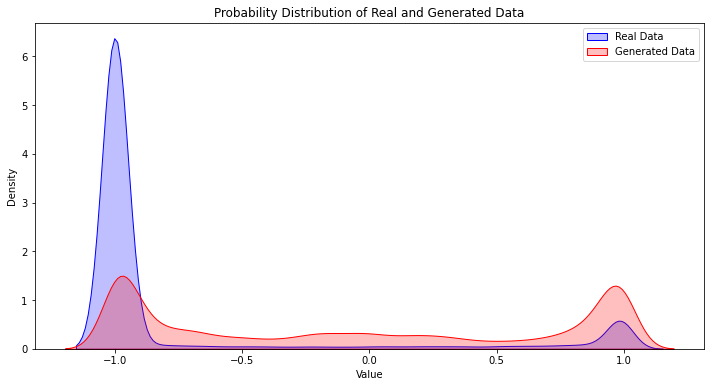 Probability Distribution of Real and Generated Data
Real Data
Generated Data
6
5
4
3
2
1
0
Density
−1.0 −0.5 0.0 0.5 1.0
Value